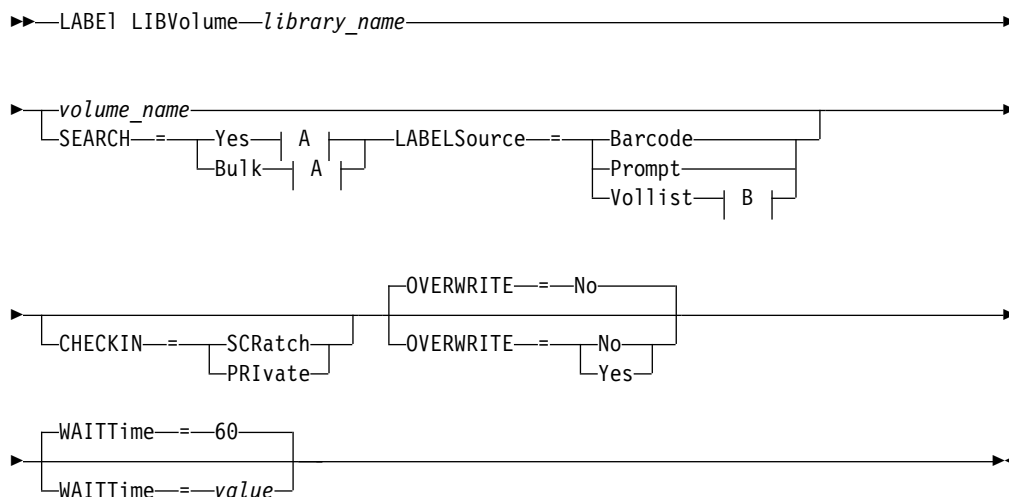 LABEl LIBVolume library_name
volume_name
SEARCH = Yes A LABELSource = Barcode
Bulk A Prompt
Vollist B
OVERWRITE = No
CHECKIN = SCRatch OVERWRITE = No
PRIvate Yes
WAITTime = 60
WAITTime = value